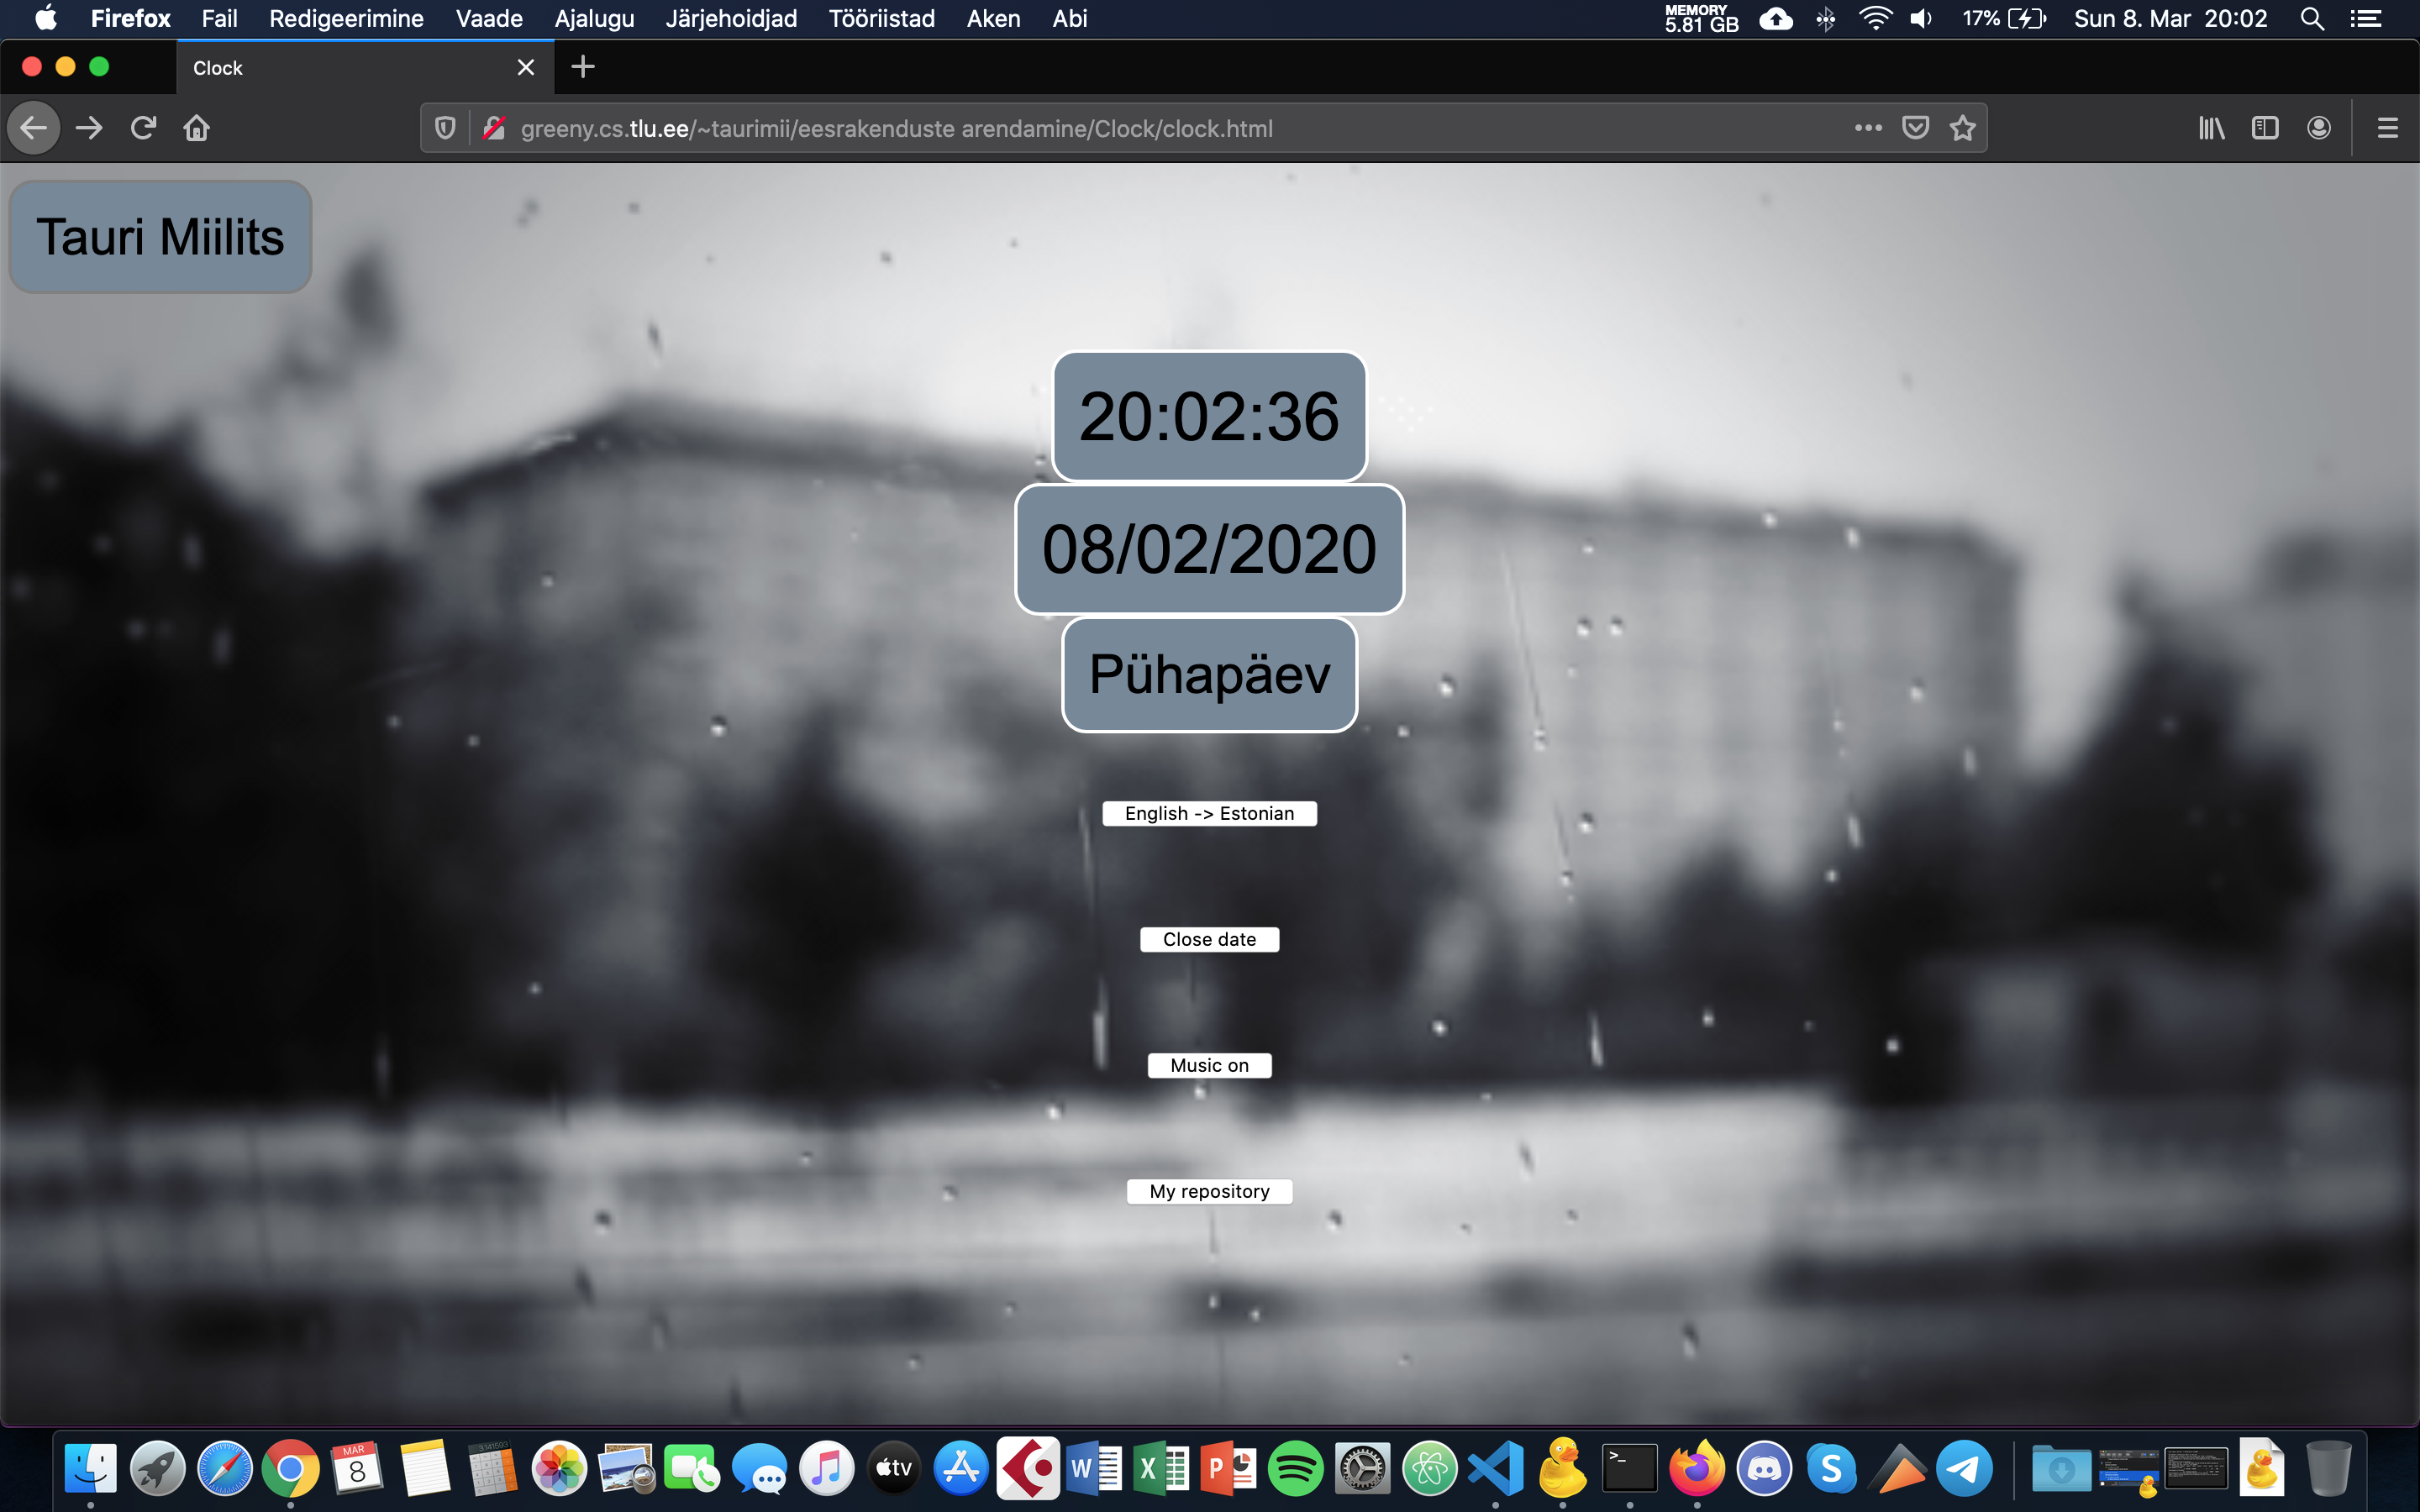 Firefox Fail Redigeerimine Vaade Ajalugu Järjehoidjad Tööriistad Aken Abi MEMORY 5.81 GB 17% Sun 8. Mar 20:02
Clock
greeny.cs.tlu.ee/~taurimii/eesrakenduste arendamine/Clock/clock.html
Tauri Miilits
20:02:36
08/02/2020
Pühapäev
English -> Estonian
Close date
Music on
My repository
MAR
8
tv
W
X
P
S
>_